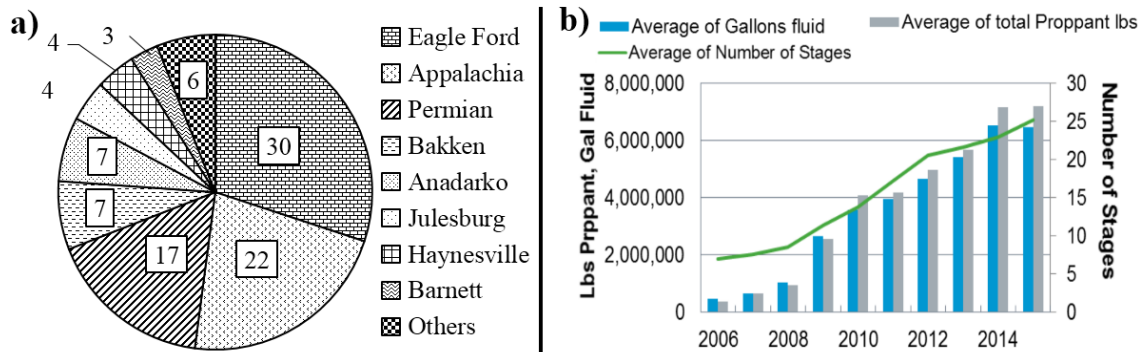 a)
30
22
17
7
7
4
4
3
6
Eagle Ford
Appalachia
Permian
Bakken
Anadarko
Julesburg
Haynesville
Barnett
Others
b)
Average of Gallons fluid
Average of total Proppant lbs
Average of Number of Stages
Lbs Prppant, Gal Fluid
8,000,000
6,000,000
4,000,000
2,000,000
0
30
25
20
15
10
5
0
Number of Stages
2006 2008 2010 2012 2014